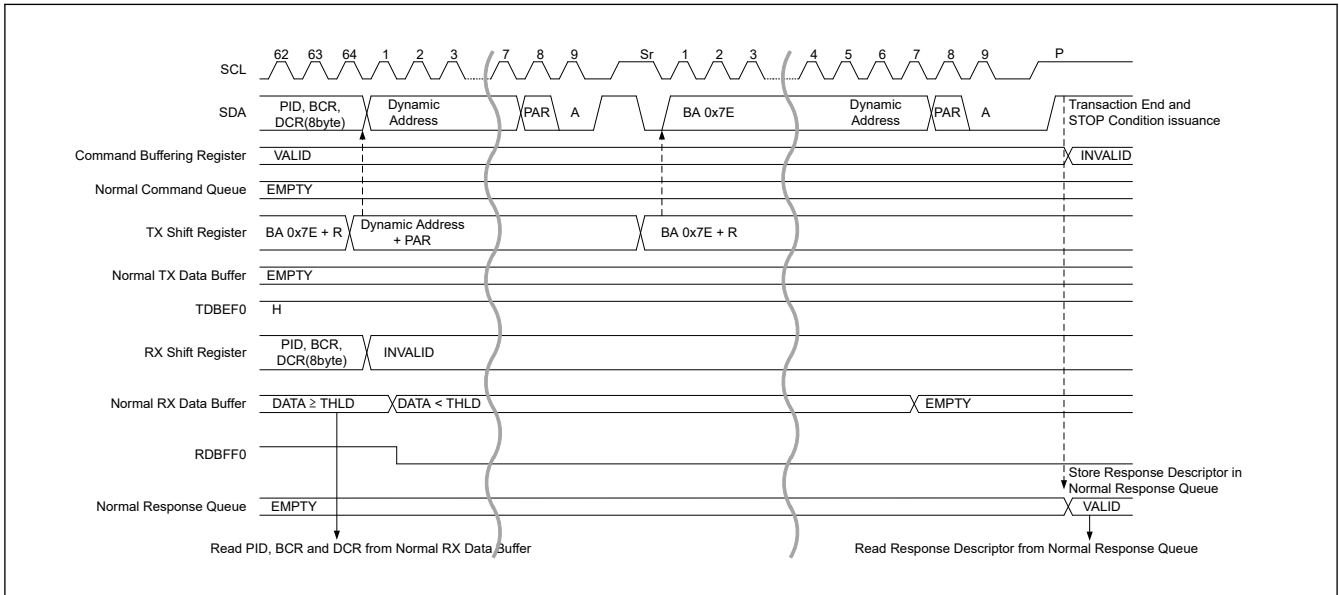 62 63 64 1 2 3 7 8 9 Sr 1 2 3 4 5 6 7 8 9 P
SCL
SDA
PID, BCR,
DCR(8byte)
Dynamic
Address
PAR
A
BA 0x7E
Dynamic
Address
PAR
A
Transaction End and
STOP Condition issuance
Command Buffering Register
VALID
INVALID
Normal Command Queue
EMPTY
TX Shift Register
BA 0x7E + R
Dynamic Address
+ PAR
BA 0x7E + R
Normal TX Data Buffer
EMPTY
TDBEF0
H
RX Shift Register
PID, BCR,
DCR(8byte)
INVALID
Normal RX Data Buffer
DATA ≥ THLD
DATA < THLD
EMPTY
RDBFF0
Store Response Descriptor in
Normal Response Queue
Normal Response Queue
EMPTY
VALID
Read PID, BCR and DCR from Normal RX Data Buffer
Read Response Descriptor from Normal Response Queue